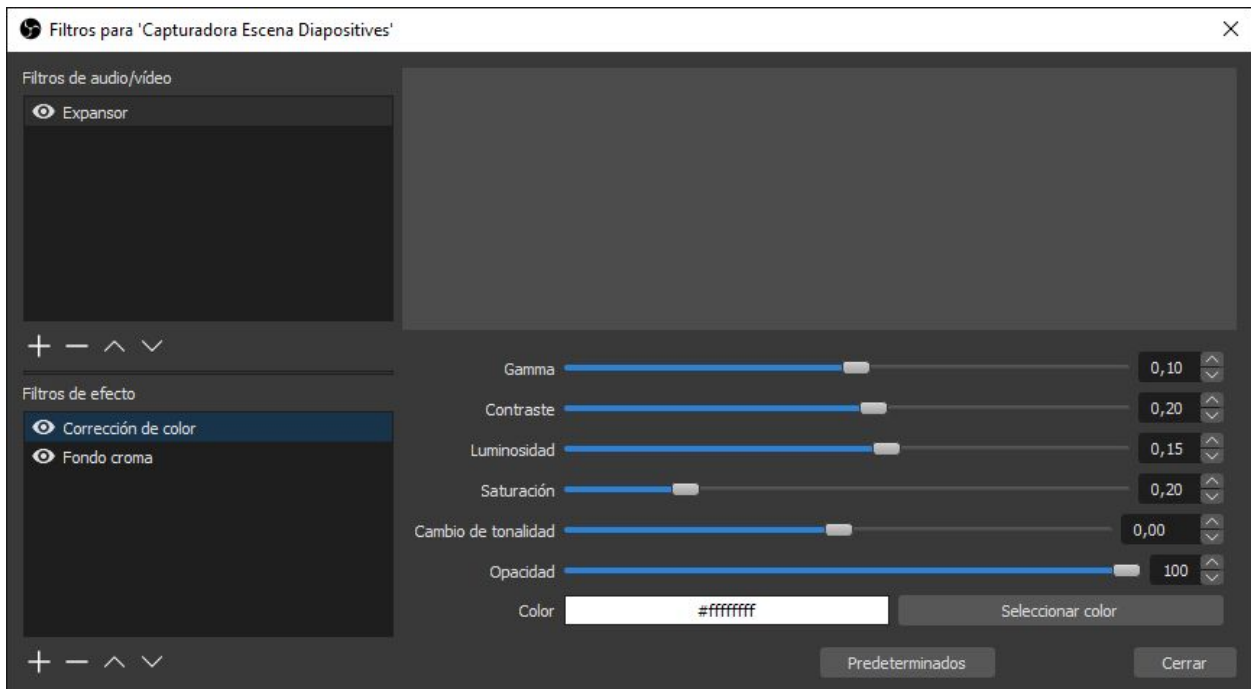 Filtros para 'Capturadora Escena Diapositives'
Filtros de audio/vídeo
Expansor
Filtros de efecto
Corrección de color
Fondo croma
Gamma 0,10
Contraste 0,20
Luminosidad 0,15
Saturación 0,20
Cambio de tonalidad 0,00
Opacidad 100
Color #ffffffff Seleccionar color
Predeterminados Cerrar